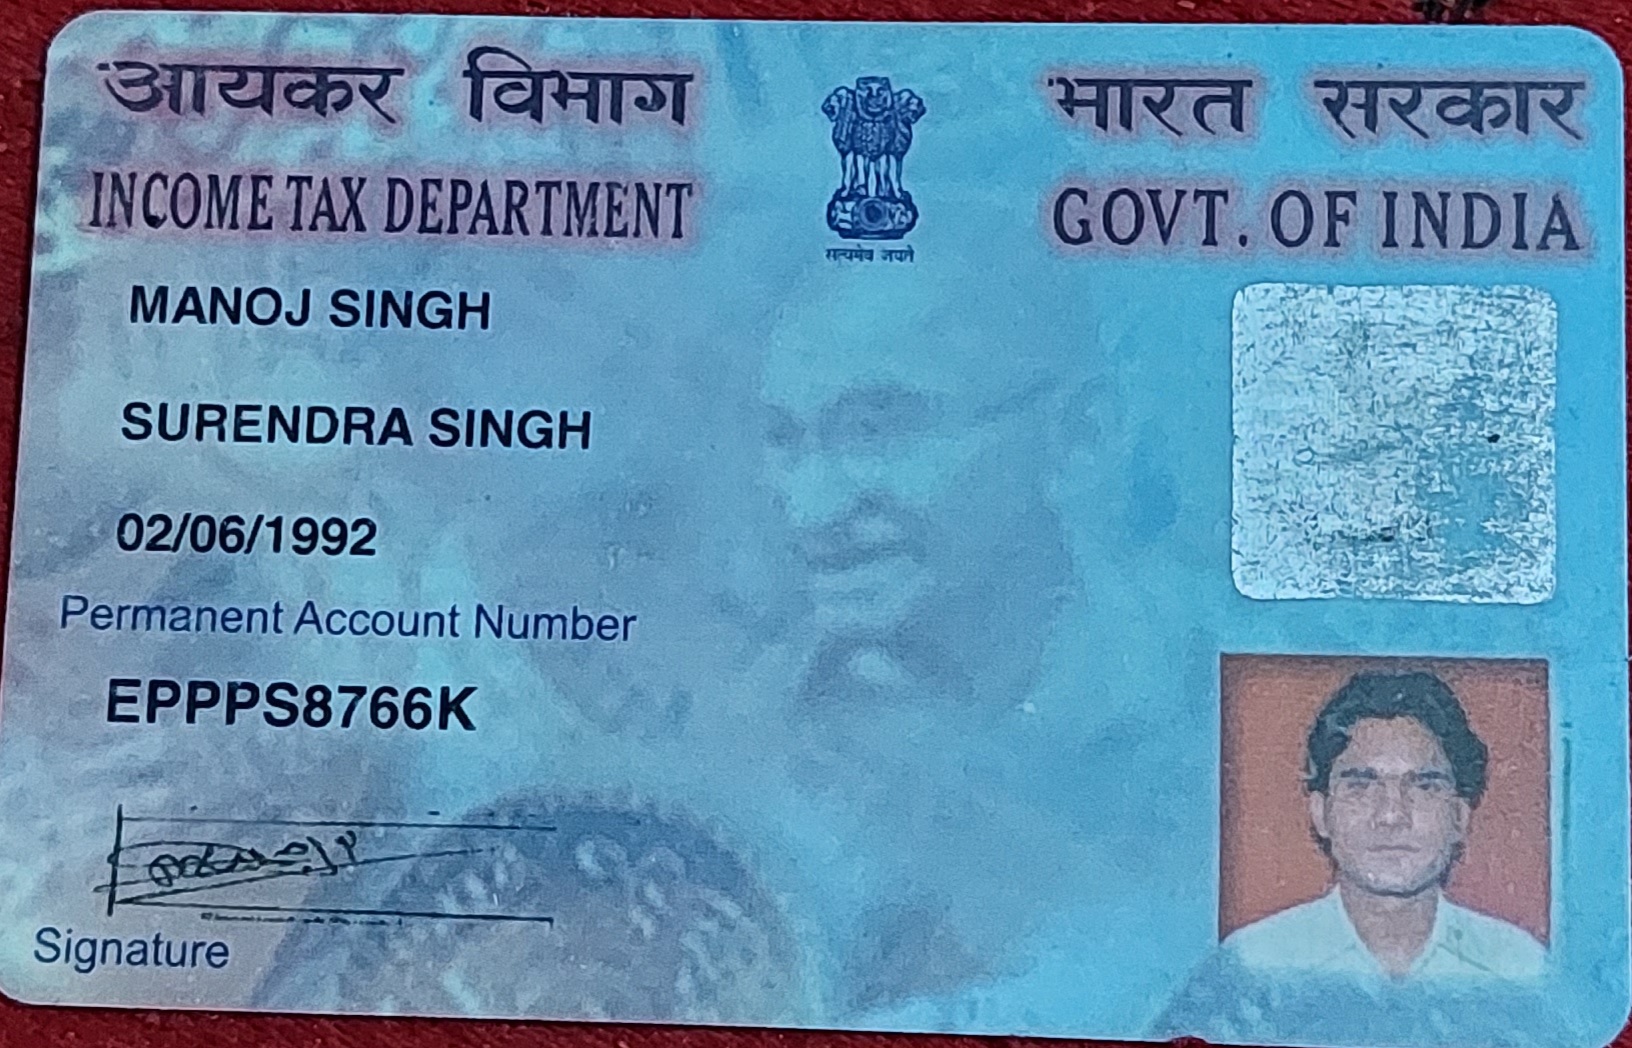 आयकर विभाग
INCOME TAX DEPARTMENT
भारत सरकार
GOVT. OF INDIA
सत्यमेव जयते
MANOJ SINGH
SURENDRA SINGH
02/06/1992
Permanent Account Number
EPPPS8766K
Signature